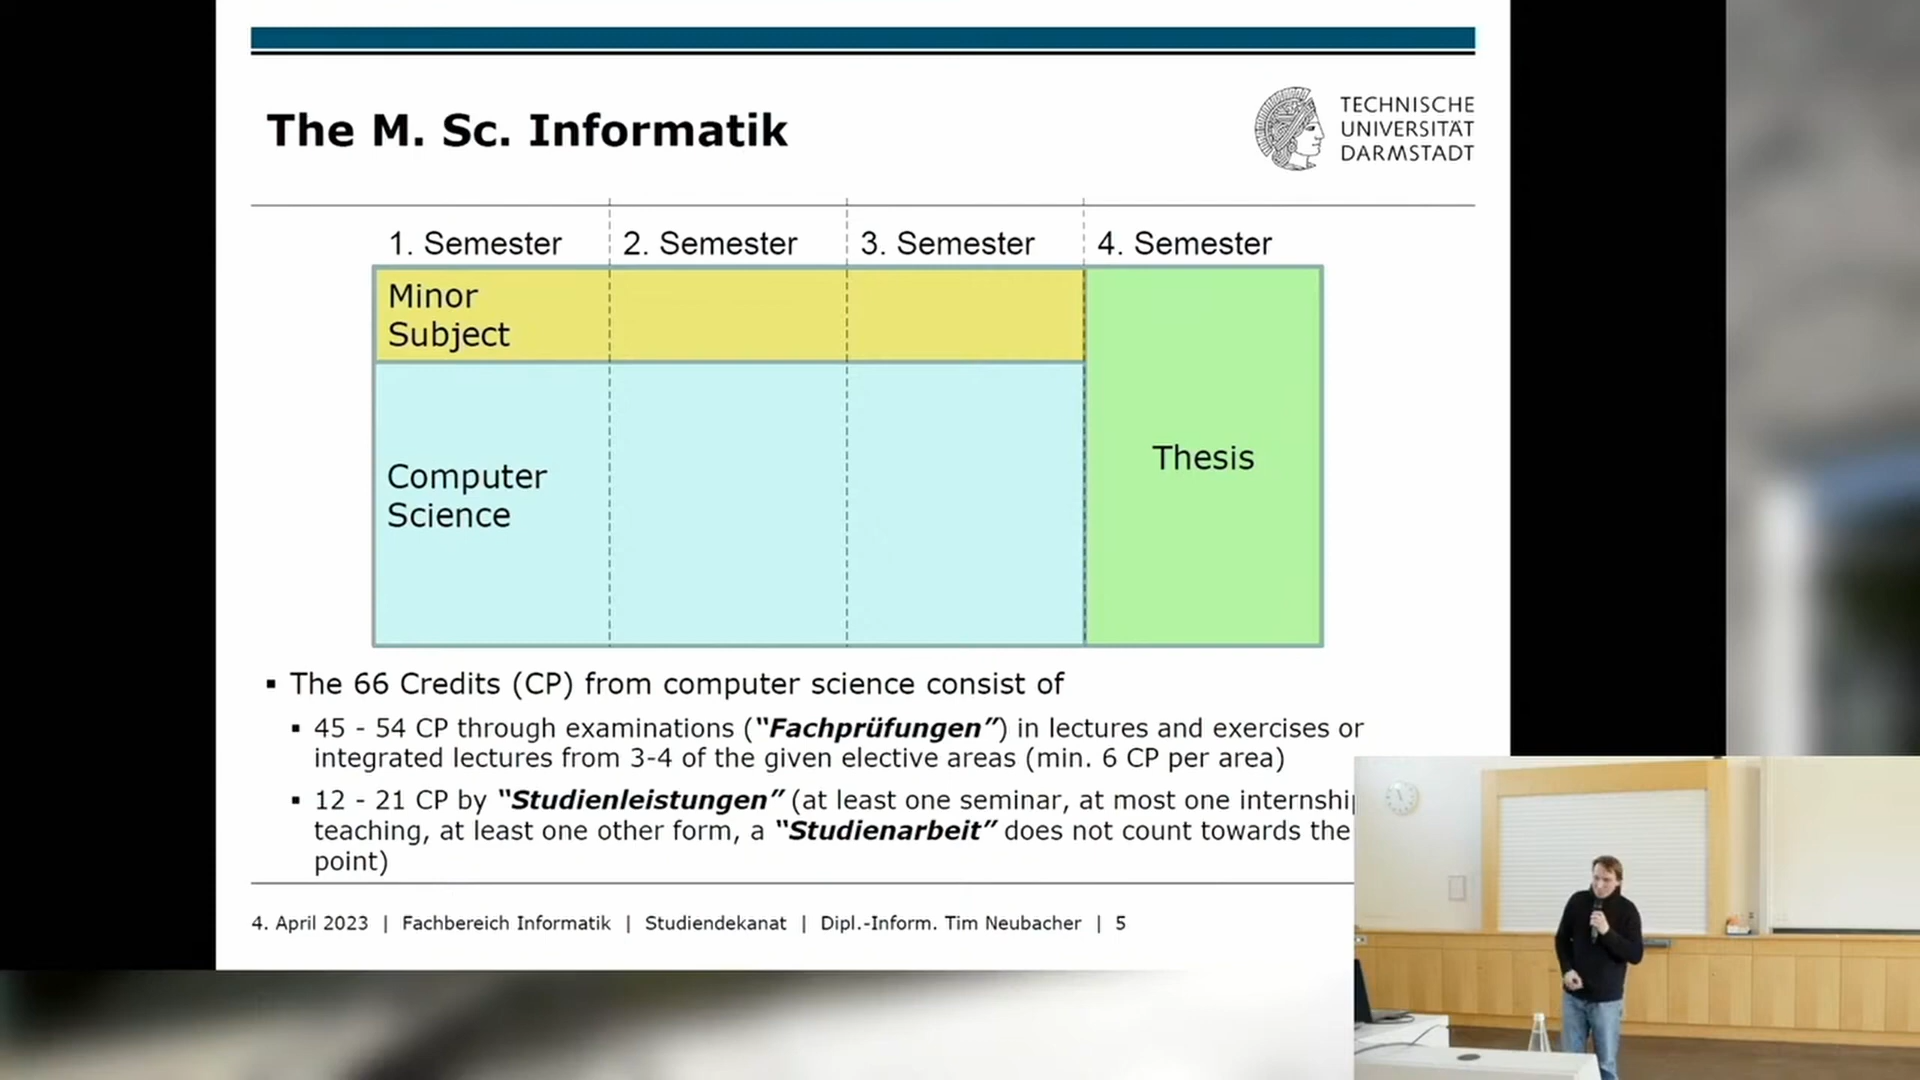 The M. Sc. Informatik
TECHNISCHE
UNIVERSITÄT
DARMSTADT
1. Semester
2. Semester
3. Semester
4. Semester
Minor
Subject
Computer
Science
Thesis
▪ The 66 Credits (CP) from computer science consist of
▪ 45 - 54 CP through examinations (“Fachprüfungen”) in lectures and exercises or
integrated lectures from 3-4 of the given elective areas (min. 6 CP per area)
▪ 12 - 21 CP by “Studienleistungen” (at least one seminar, at most one
teaching, at least one other form, a “Studienarbeit” does not count towards the
point)
4. April 2023 | Fachbereich Informatik | Studiendekanat | Dipl.-Inform. Tim Neubacher | 5